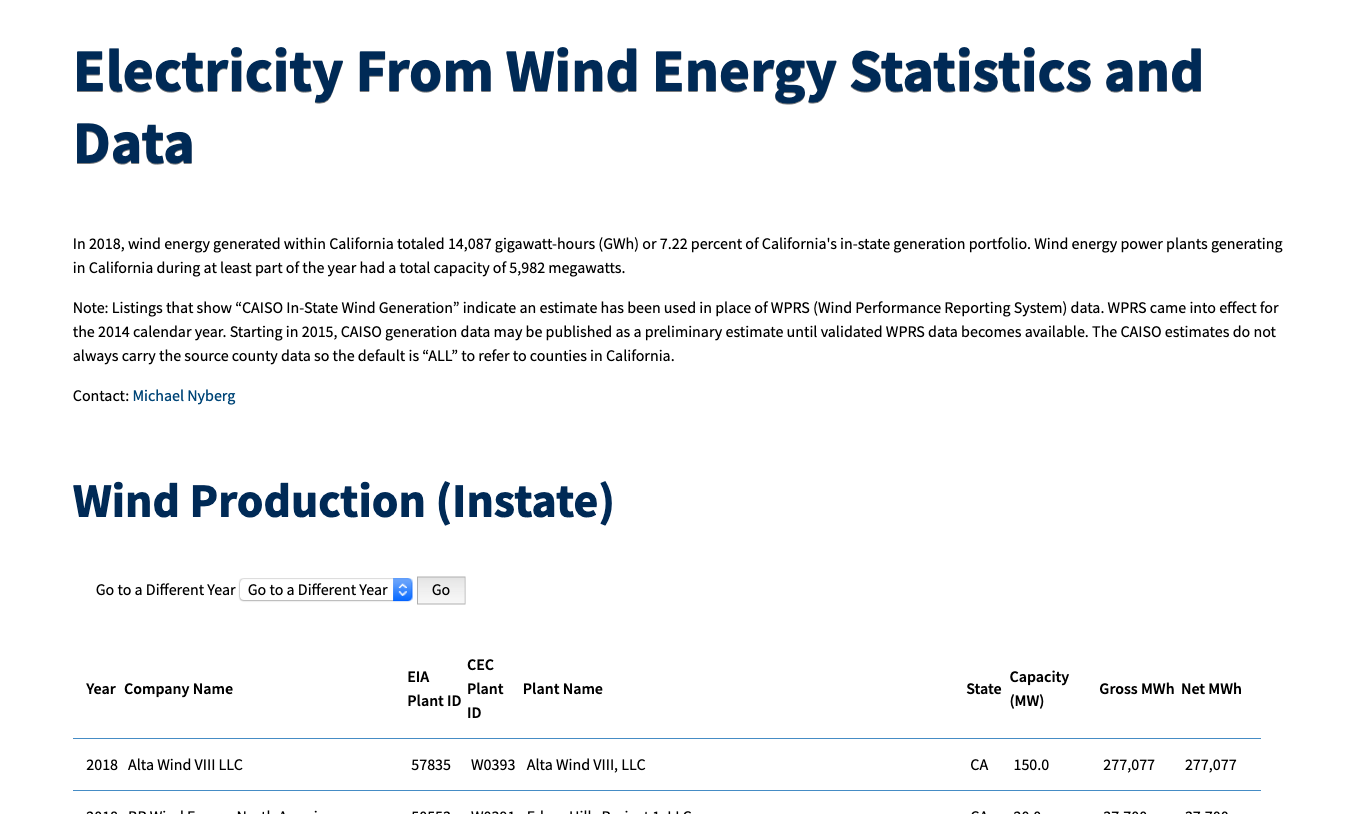 Electricity From Wind Energy Statistics and
Data
In 2018, wind energy generated within California totaled 14,087 gigawatt-hours (GWh) or 7.22 percent of California's in-state generation portfolio. Wind energy power plants generating
in California during at least part of the year had a total capacity of 5,982 megawatts.
Note: Listings that show “CAISO In-State Wind Generation” indicate an estimate has been used in place of WPRS (Wind Performance Reporting System) data. WPRS came into effect for
the 2014 calendar year. Starting in 2015, CAISO generation data may be published as a preliminary estimate until validated WPRS data becomes available. The CAISO estimates do not
always carry the source county data so the default is “ALL” to refer to counties in California.
Contact: Michael Nyberg
Wind Production (Instate)
Go to a Different Year Go to a Different Year Go
Year Company Name EIA Plant ID CEC Plant ID Plant Name State Capacity (MW) Gross MWh Net MWh
2018 Alta Wind VIII LLC 57835 W0393 Alta Wind VIII, LLC CA 150.0 277,077 277,077